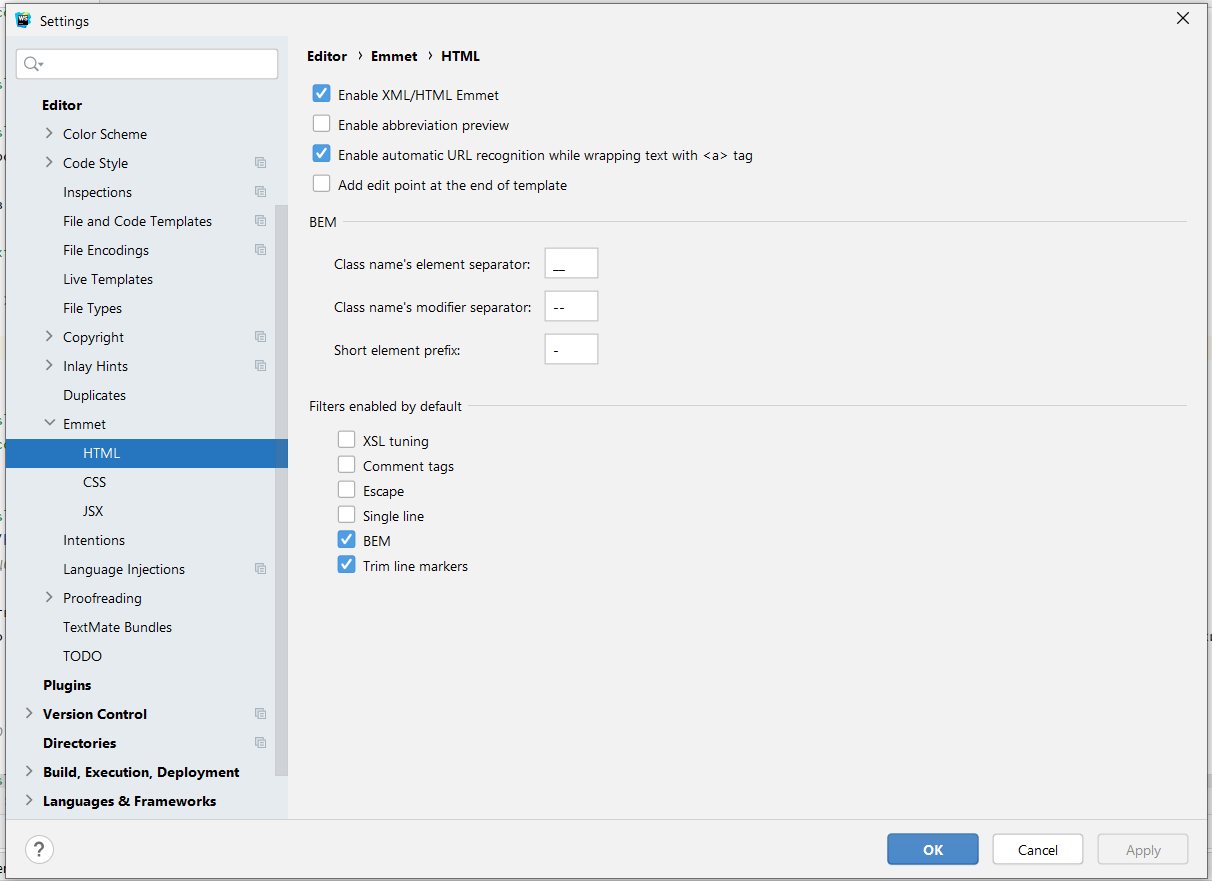 WS Settings
Editor
Color Scheme
Code Style
Inspections
File and Code Templates
File Encodings
Live Templates
File Types
Copyright
Inlay Hints
Duplicates
Emmet
HTML
CSS
JSX
Intentions
Language Injections
Proofreading
TextMate Bundles
TODO
Plugins
Version Control
Directories
Build, Execution, Deployment
Languages & Frameworks
Editor › Emmet › HTML
Enable XML/HTML Emmet
Enable abbreviation preview
Enable automatic URL recognition while wrapping text with <a> tag
Add edit point at the end of template
BEM
Class name's element separator: __
Class name's modifier separator: --
Short element prefix: -
Filters enabled by default
XSL tuning
Comment tags
Escape
Single line
BEM
Trim line markers
?
OK Cancel Apply